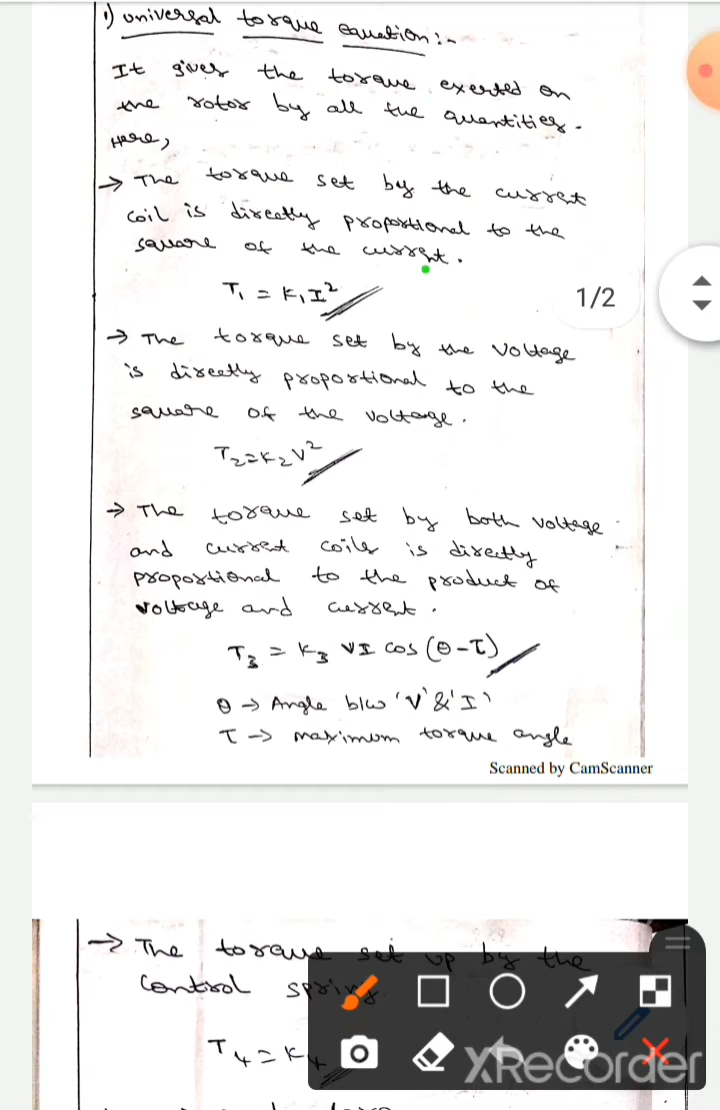 1) universal torque equation :-
It gives the torque exerted on
the rotor by all the quantities.
Here,
→ The torque set by the current
coil is directly proportional to the
square of the current.
T₁ = K₁I²
1/2
→ The torque set by the voltage
is directly proportional to the
square of the voltage.
T₂=K₂V²
→ The torque set by both voltage
and current coils is directly
proportional to the product of
voltage and current.
T₃ = K₃ VI cos (θ-τ)
θ → Angle b/w 'V' & 'I'
τ → maximum torque angle
Scanned by CamScanner
→ The torque set up by the
control spring
T₄ = K₄
XRecorder